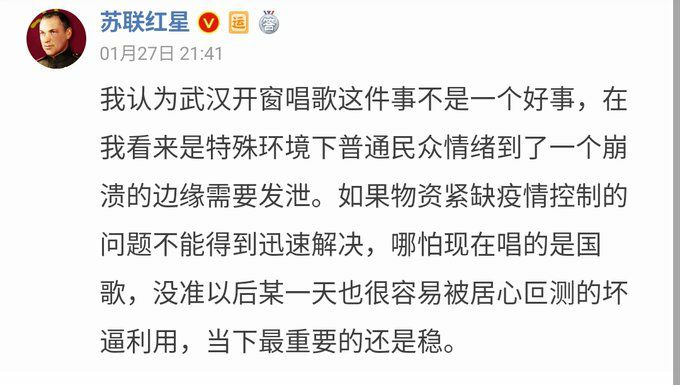 苏联红星
01月27日 21:41
我认为武汉开窗唱歌这件事不是一个好事，在
我看来是特殊环境下普通民众情绪到了一个崩
溃的边缘需要发泄。如果物资紧缺疫情控制的
问题不能得到迅速解决，哪怕现在唱的是国
歌，没准以后某一天也很容易被居心叵测的坏
逼利用，当下最重要的还是稳。